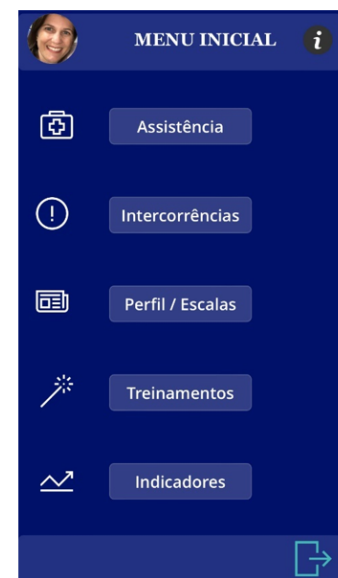 MENU INICIAL
Assistência
Intercorrências
Perfil / Escalas
Treinamentos
Indicadores